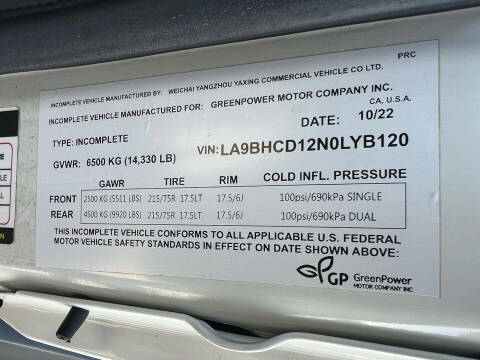 INCOMPLETE VEHICLE MANUFACTURED BY: WEICHAI YANGZHOU YAXING COMMERCIAL VEHICLE CO LTD. PRC
INCOMPLETE VEHICLE MANUFACTURED FOR: GREENPOWER MOTOR COMPANY INC.
CA. U.S.A.
DATE: 10/22
TYPE: INCOMPLETE
VIN: LA9BHCD12N0LYB120
GVWR: 6500 KG (14,330 LB)
GAWR TIRE RIM COLD INFL. PRESSURE
FRONT 2500 KG (5511 LBS) 215/75R 17.5LT 17.5/6J 100psi/690kPa SINGLE
REAR 4500 KG (9920 LBS) 215/75R 17.5LT 17.5/6J 100psi/690kPa DUAL
THIS INCOMPLETE VEHICLE CONFORMS TO ALL APPLICABLE U.S. FEDERAL
MOTOR VEHICLE SAFETY STANDARDS IN EFFECT ON DATE SHOWN ABOVE:
GP GreenPower
MOTOR COMPANY INC